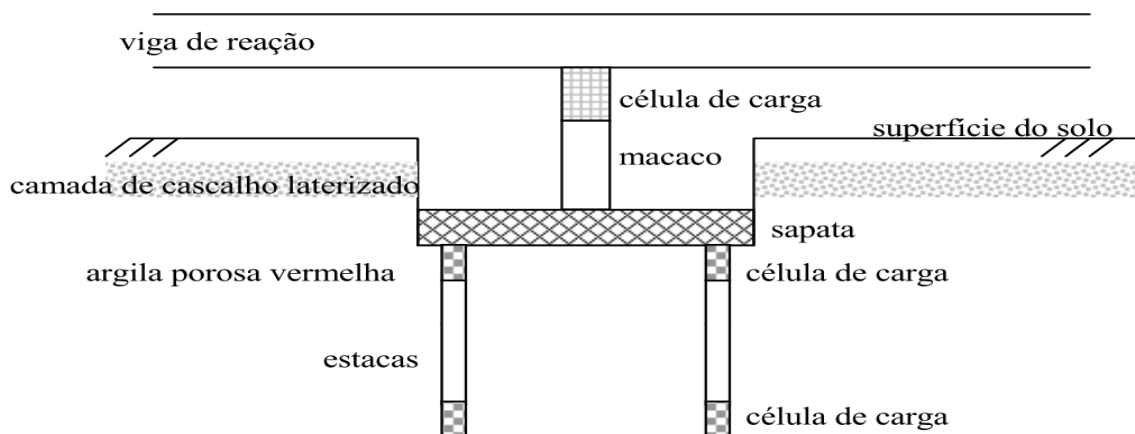 viga de reação
célula de carga
superfície do solo
macaco
camada de cascalho laterizado
sapata
argila porosa vermelha
célula de carga
estacas
célula de carga